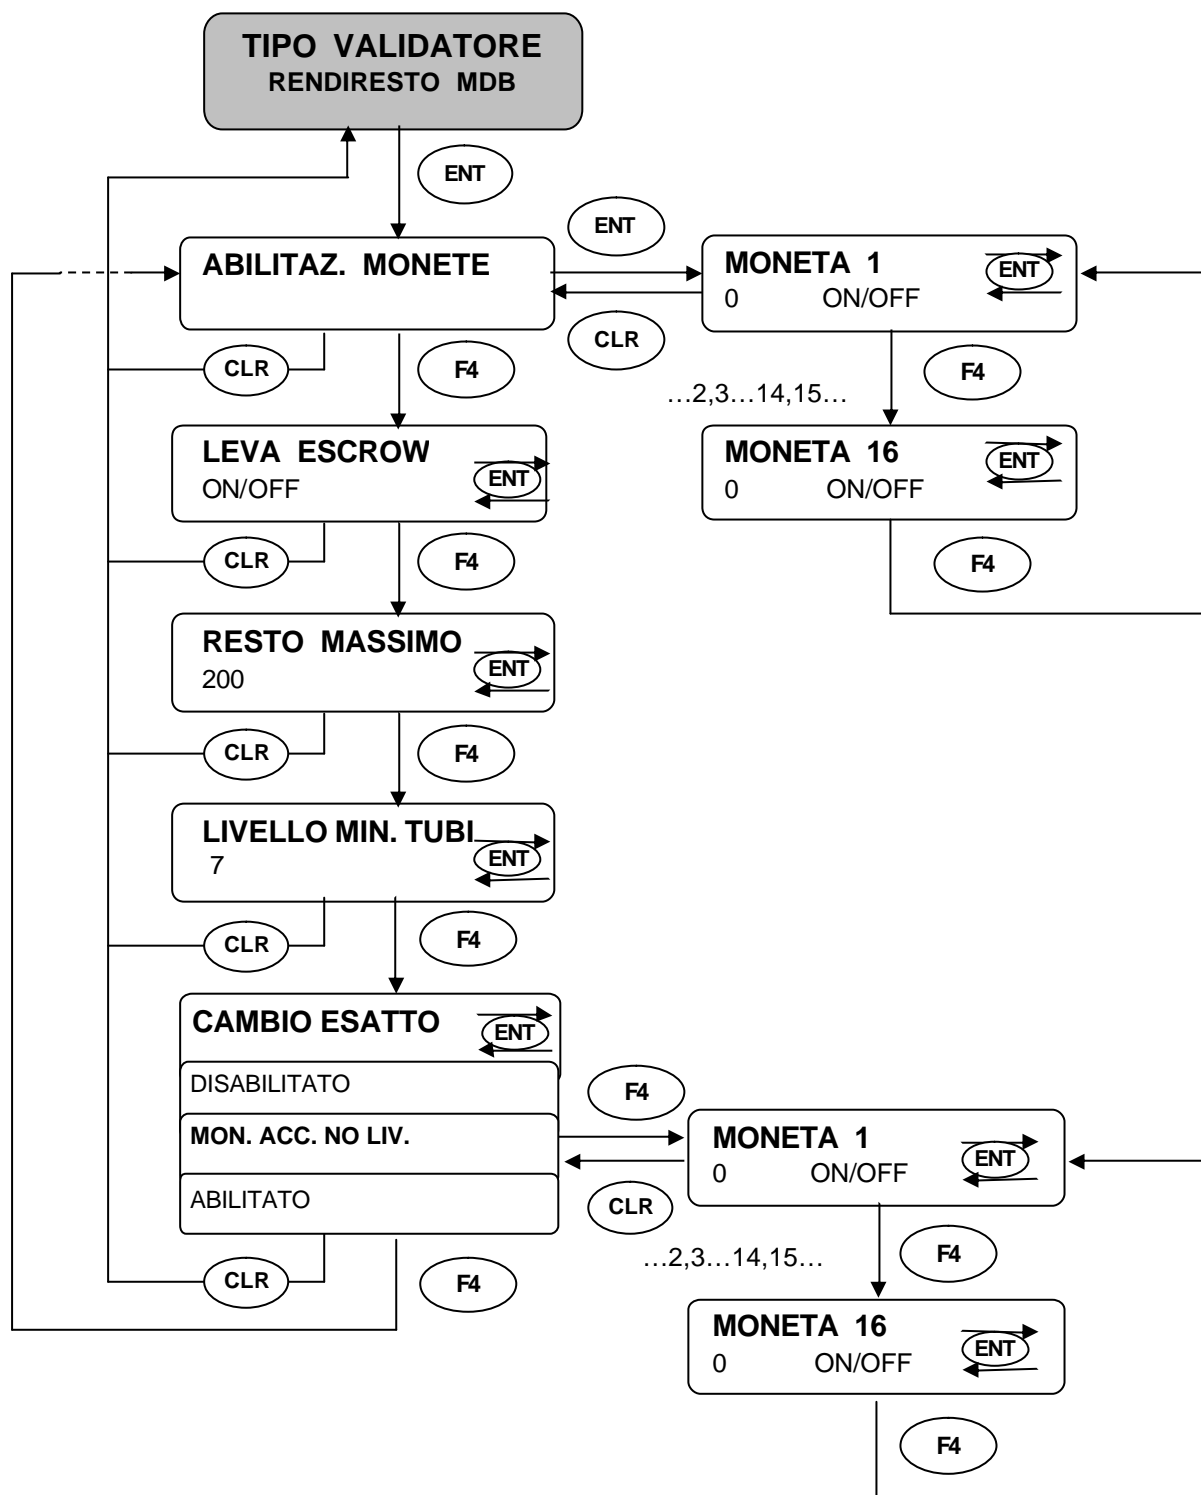 TIPO VALIDATORE
RENDIRESTO MDB
ENT
ENT
ABILITAZ. MONETE
MONETA 1
0 ON/OFF
ENT
CLR
CLR
F4
F4
…2,3…14,15…
LEVA ESCROW
ON/OFF
ENT
MONETA 16
0 ON/OFF
ENT
CLR
F4
F4
RESTO MASSIMO
200
ENT
CLR
F4
LIVELLO MIN. TUBI
7
ENT
CLR
F4
CAMBIO ESATTO
ENT
DISABILITATO
MON. ACC. NO LIV.
ABILITATO
F4
MONETA 1
0 ON/OFF
ENT
CLR
…2,3…14,15…
F4
CLR
F4
MONETA 16
0 ON/OFF
ENT
F4